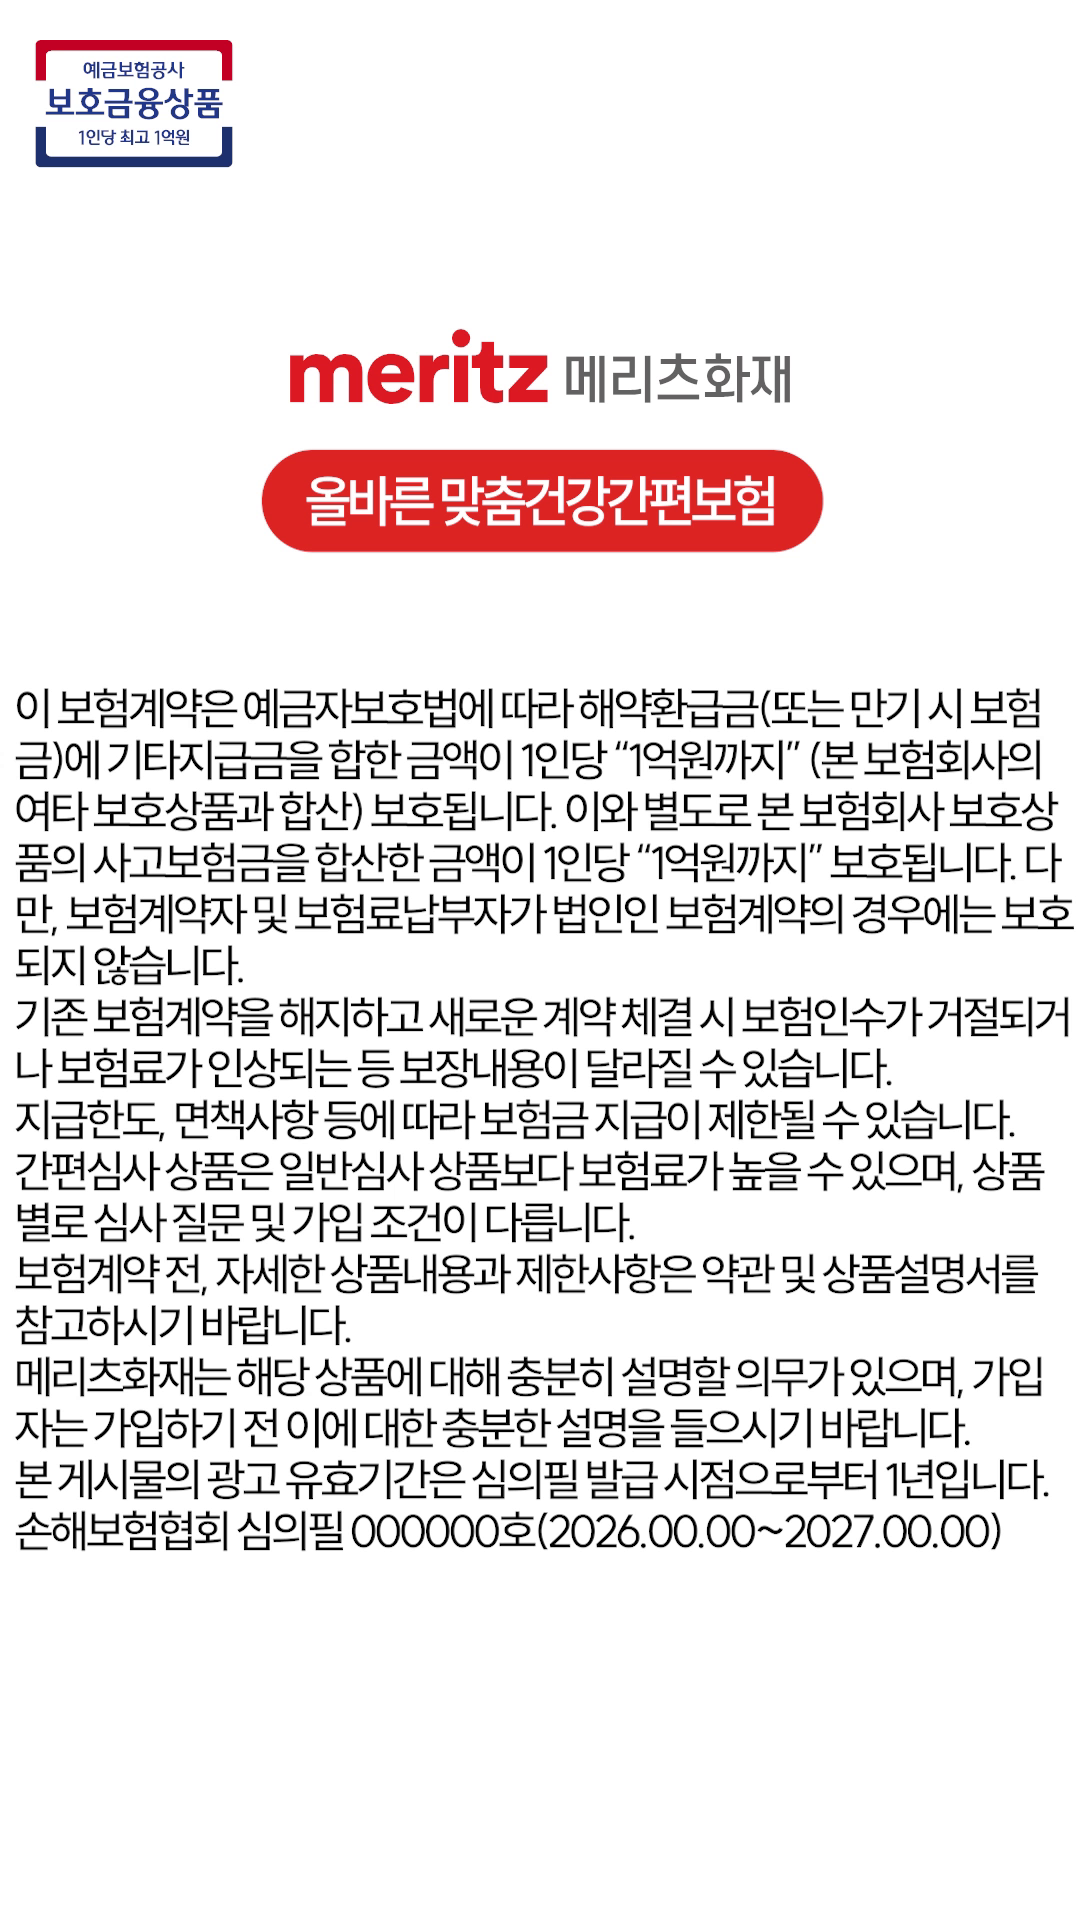 예금보험공사
보호금융상품
1인당 최고 1억원
meritz 메리츠화재
올바른 맞춤건강간편보험
이 보험계약은 예금자보호법에 따라 해약환급금(또는 만기 시 보험
금)에 기타지급금을 합한 금액이 1인당 “1억원까지” (본 보험회사의
여타 보호상품과 합산) 보호됩니다. 이와 별도로 본 보험회사 보호상
품의 사고보험금을 합산한 금액이 1인당 “1억원까지” 보호됩니다. 다
만, 보험계약자 및 보험료납부자가 법인인 보험계약의 경우에는 보호
되지 않습니다.
기존 보험계약을 해지하고 새로운 계약 체결 시 보험인수가 거절되거
나 보험료가 인상되는 등 보장내용이 달라질 수 있습니다.
지급한도, 면책사항 등에 따라 보험금 지급이 제한될 수 있습니다.
간편심사 상품은 일반심사 상품보다 보험료가 높을 수 있으며, 상품
별로 심사 질문 및 가입 조건이 다릅니다.
보험계약 전, 자세한 상품내용과 제한사항은 약관 및 상품설명서를
참고하시기 바랍니다.
메리츠화재는 해당 상품에 대해 충분히 설명할 의무가 있으며, 가입
자는 가입하기 전 이에 대한 충분한 설명을 들으시기 바랍니다.
본 게시물의 광고 유효기간은 심의필 발급 시점으로부터 1년입니다.
손해보험협회 심의필 000000호(2026.00.00~2027.00.00)